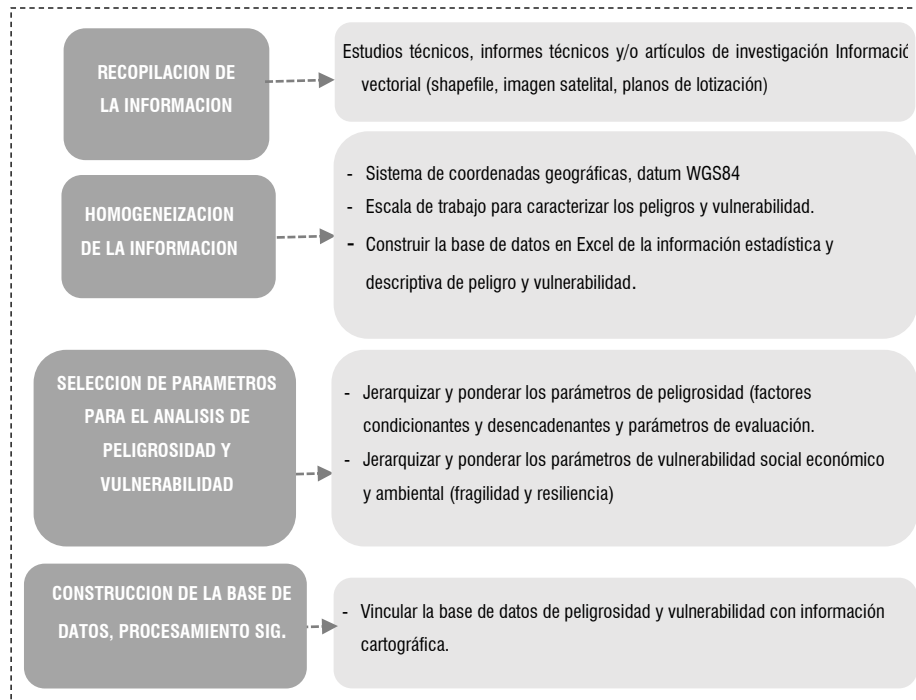 RECOPILACION DE
LA INFORMACION
Estudios técnicos, informes técnicos y/o artículos de investigación Informació
vectorial (shapefile, imagen satelital, planos de lotización)
HOMOGENEIZACION
DE LA INFORMACION
- Sistema de coordenadas geográficas, datum WGS84
- Escala de trabajo para caracterizar los peligros y vulnerabilidad.
- Construir la base de datos en Excel de la información estadística y
descriptiva de peligro y vulnerabilidad.
SELECCION DE PARAMETROS
PARA EL ANALISIS DE
PELIGROSIDAD Y
VULNERABILIDAD
- Jerarquizar y ponderar los parámetros de peligrosidad (factores
condicionantes y desencadenantes y parámetros de evaluación.
- Jerarquizar y ponderar los parámetros de vulnerabilidad social económico
y ambiental (fragilidad y resiliencia)
CONSTRUCCION DE LA BASE DE
DATOS, PROCESAMIENTO SIG.
- Vincular la base de datos de peligrosidad y vulnerabilidad con información
cartográfica.